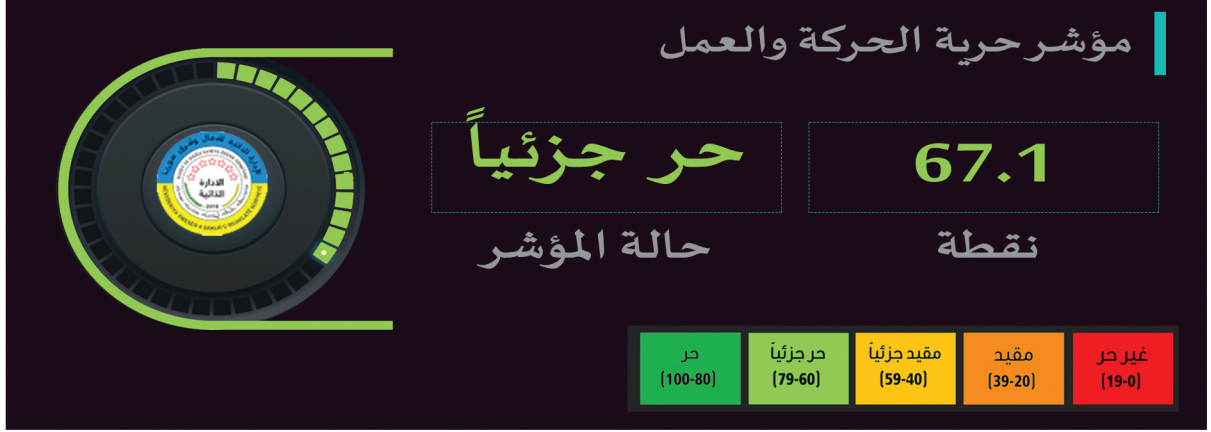 مؤشر حرية الحركة والعمل
67.1
حر جزئياً
نقطة
حالة المؤشر
غير حر
(19-0)
مقيد
(39-20)
مقيد جزئياً
(59-40)
حر جزئياً
(79-60)
حر
(100-80)
الادارة
الذاتية
2018